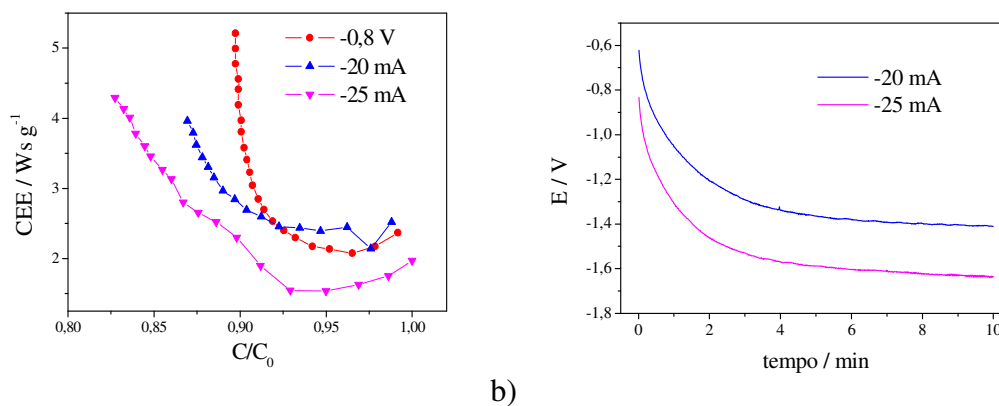 CEE / W s g⁻¹
5
4
3
2
-0,8 V
-20 mA
-25 mA
0,80 0,85 0,90 0,95 1,00
C/C₀
E / V
-0,6
-0,8
-1,0
-1,2
-1,4
-1,6
-1,8
-20 mA
-25 mA
0 2 4 6 8 10
tempo / min
b)